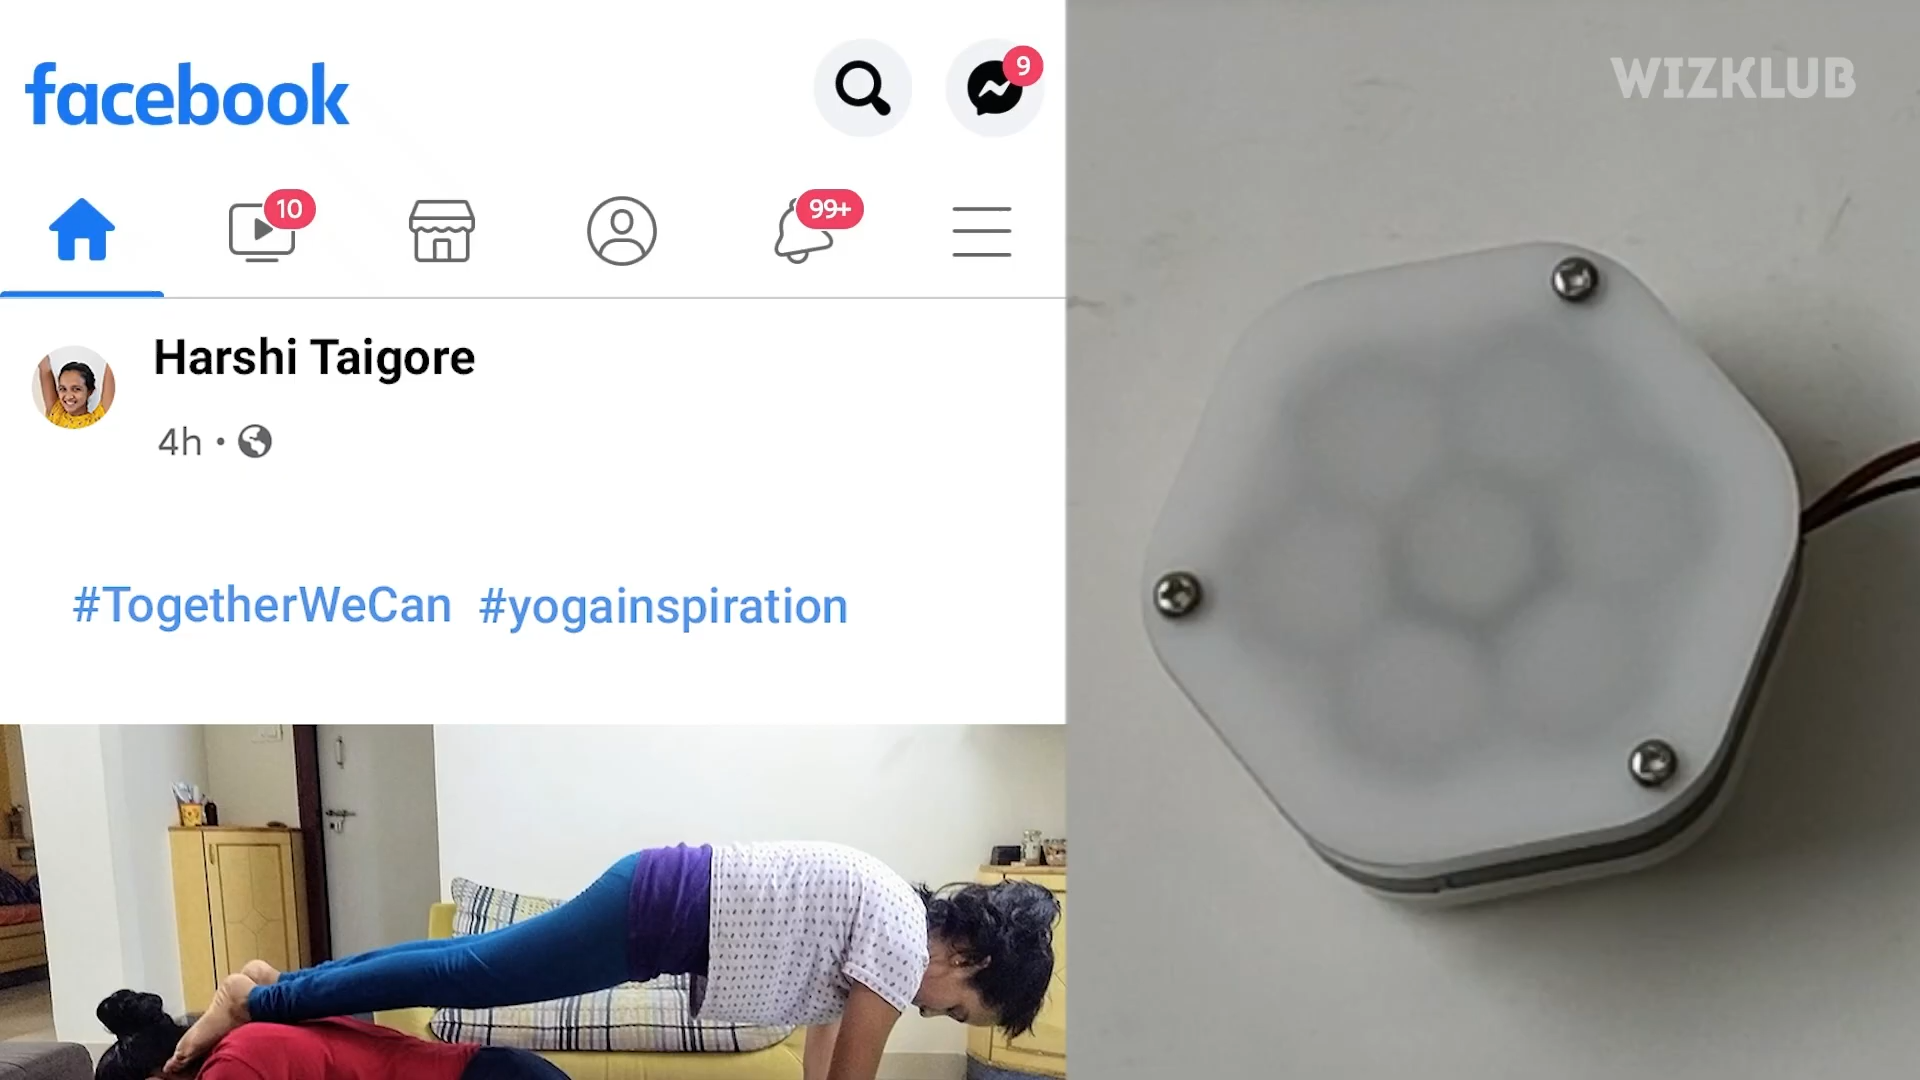 facebook
9
WIZKLUB
10
99+
Harshi Taigore
4h •
#TogetherWeCan #yogainspiration